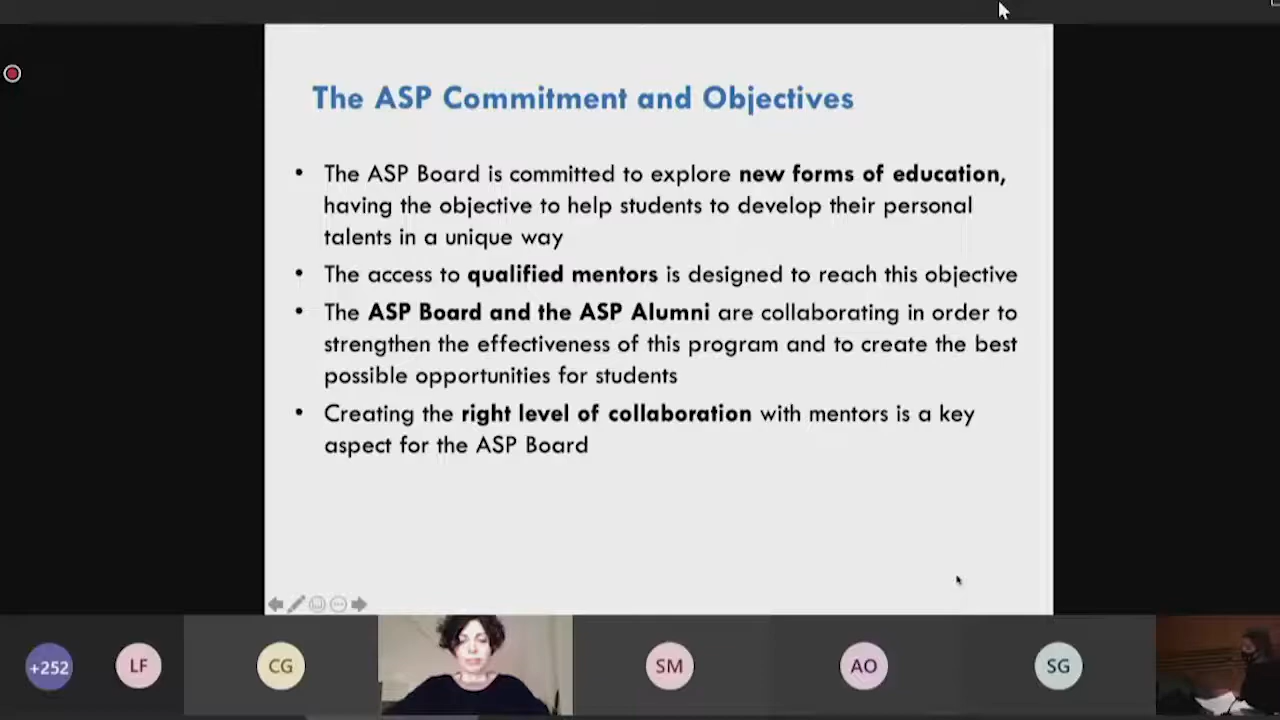 The ASP Commitment and Objectives
• The ASP Board is committed to explore new forms of education,
having the objective to help students to develop their personal
talents in a unique way
• The access to qualified mentors is designed to reach this objective
• The ASP Board and the ASP Alumni are collaborating in order to
strengthen the effectiveness of this program and to create the best
possible opportunities for students
• Creating the right level of collaboration with mentors is a key
aspect for the ASP Board
+252 LF CG SM AO SG